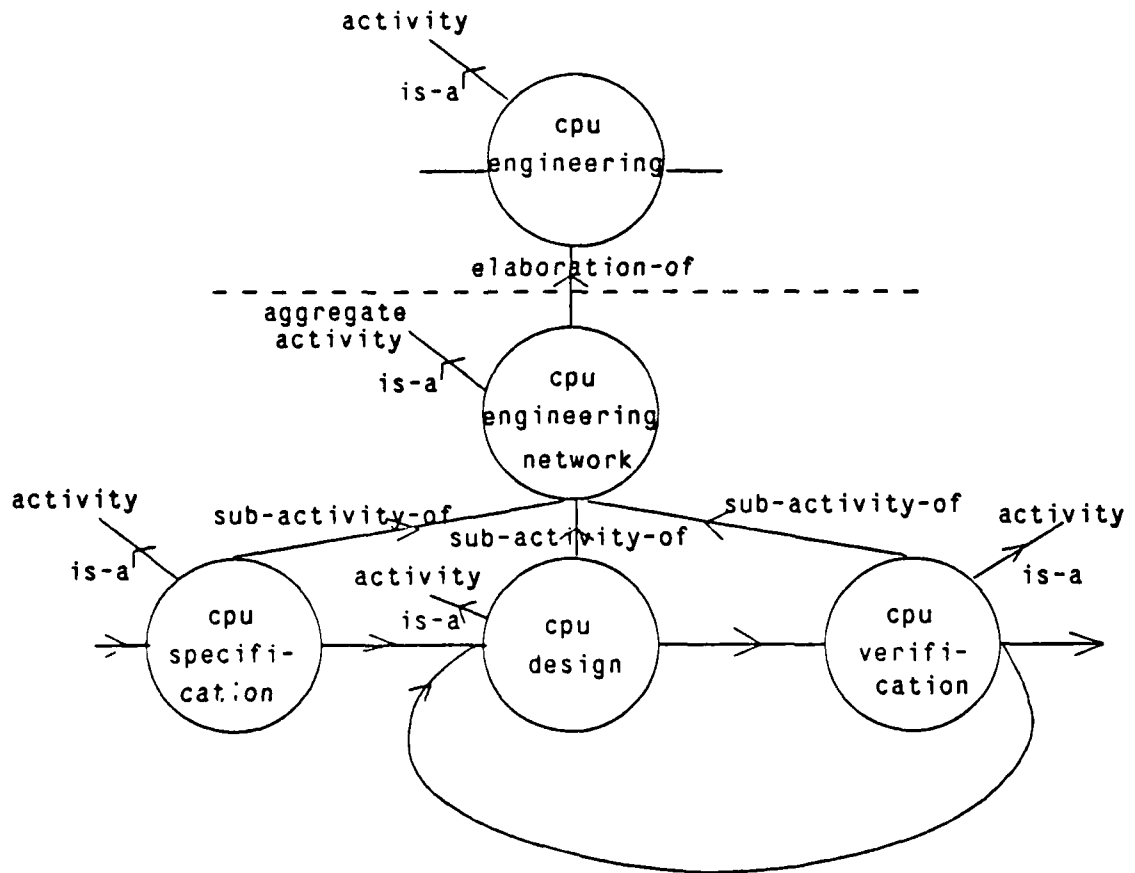 activity
is-a
cpu
engineering
elaboration-of
aggregate
activity
is-a
cpu
engineering
network
activity
is-a
sub-activity-of
sub-activity-of
sub-activity-of
activity
is-a
activity
is-a
cpu
specifi-
cation
cpu
design
cpu
verifi-
cation